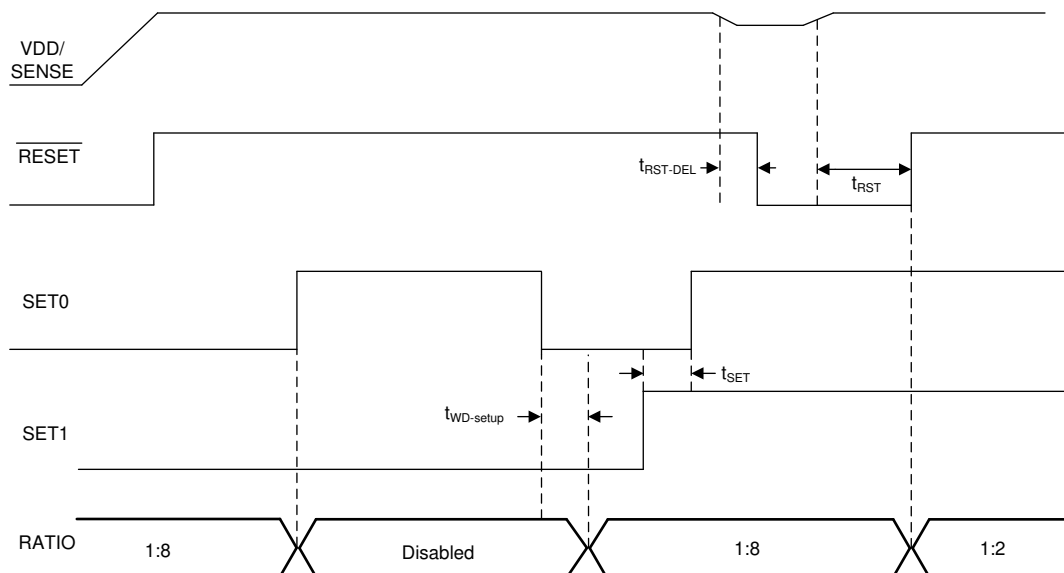 VDD/
SENSE
RESET
tRST-DEL
tRST
SET0
tSET
tWD-setup
SET1
RATIO
1:8
Disabled
1:8
1:2